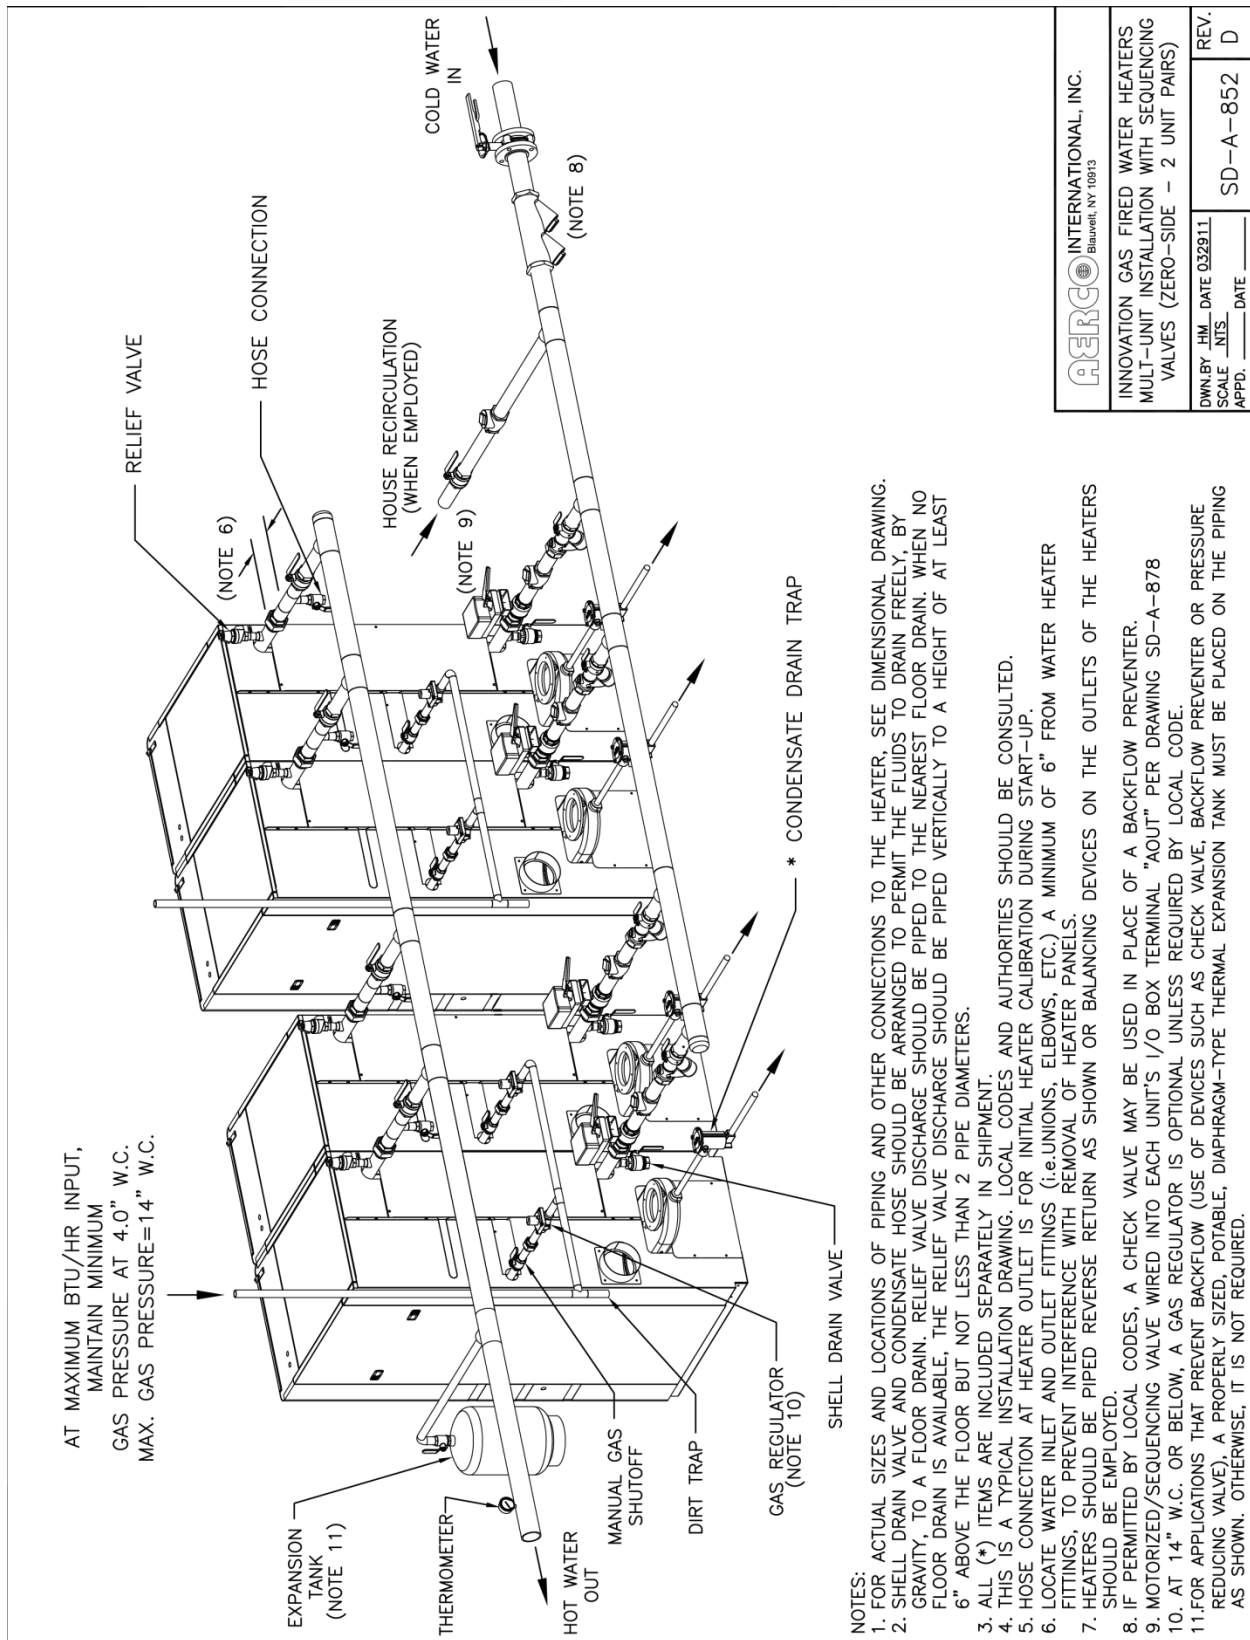 AT MAXIMUM BTU/HR INPUT,
MAINTAIN MINIMUM
GAS PRESSURE AT 4.0" W.C.
MAX. GAS PRESSURE=14" W.C.
RELIEF VALVE
HOSE CONNECTION
(NOTE 6)
COLD WATER
IN
HOUSE RECIRCULATION
(WHEN EMPLOYED)
(NOTE 9)
(NOTE 8)
EXPANSION
TANK
(NOTE 11)
THERMOMETER
HOT WATER
OUT
MANUAL GAS
SHUTOFF
DIRT TRAP
GAS REGULATOR
(NOTE 10)
SHELL DRAIN VALVE
* CONDENSATE DRAIN TRAP
NOTES:
1. FOR ACTUAL SIZES AND LOCATIONS OF PIPING AND OTHER CONNECTIONS TO THE HEATER, SEE DIMENSIONAL DRAWING.
2. SHELL DRAIN VALVE AND CONDENSATE HOSE SHOULD BE ARRANGED TO PERMIT THE FLUIDS TO DRAIN FREELY, BY
GRAVITY, TO A FLOOR DRAIN. RELIEF VALVE DISCHARGE SHOULD BE PIPED TO THE NEAREST FLOOR DRAIN. WHEN NO
FLOOR DRAIN IS AVAILABLE, THE RELIEF VALVE DISCHARGE SHOULD BE PIPED VERTICALLY TO A HEIGHT OF AT LEAST
6" ABOVE THE FLOOR BUT NOT LESS THAN 2 PIPE DIAMETERS.
3. ALL (*) ITEMS ARE INCLUDED SEPARATELY IN SHIPMENT.
4. THIS IS A TYPICAL INSTALLATION DRAWING. LOCAL CODES AND AUTHORITIES SHOULD BE CONSULTED.
5. HOSE CONNECTION AT HEATER OUTLET IS FOR INITIAL HEATER CALIBRATION DURING START-UP.
6. LOCATE WATER INLET AND OUTLET FITTINGS (i.e.UNIONS, ELBOWS, ETC.) A MINIMUM OF 6" FROM WATER HEATER
FITTINGS, TO PREVENT INTERFERENCE WITH REMOVAL OF HEATER PANELS.
7. HEATERS SHOULD BE PIPED REVERSE RETURN AS SHOWN OR BALANCING DEVICES ON THE OUTLETS OF THE HEATERS
SHOULD BE EMPLOYED.
8. IF PERMITTED BY LOCAL CODES, A CHECK VALVE MAY BE USED IN PLACE OF A BACKFLOW PREVENTER.
9. MOTORIZED/SEQUENCING VALVE WIRED INTO EACH UNIT'S I/O BOX TERMINAL "AOUT" PER DRAWING SD-A-878
10. AT 14" W.C. OR BELOW, A GAS REGULATOR IS OPTIONAL UNLESS REQUIRED BY LOCAL CODE.
11.FOR APPLICATIONS THAT PREVENT BACKFLOW (USE OF DEVICES SUCH AS CHECK VALVE, BACKFLOW PREVENTER OR PRESSURE
REDUCING VALVE), A PROPERLY SIZED, POTABLE, DIAPHRAGM-TYPE THERMAL EXPANSION TANK MUST BE PLACED ON THE PIPING
AS SHOWN. OTHERWISE, IT IS NOT REQUIRED.
AERCO INTERNATIONAL, INC.
Blauvelt, NY 10913
INNOVATION GAS FIRED WATER HEATERS
MULT-UNIT INSTALLATION WITH SEQUENCING
VALVES (ZERO-SIDE - 2 UNIT PAIRS)
DWN.BY HM DATE 032911
SCALE NTS
APPD. DATE
SD-A-852
REV.
D